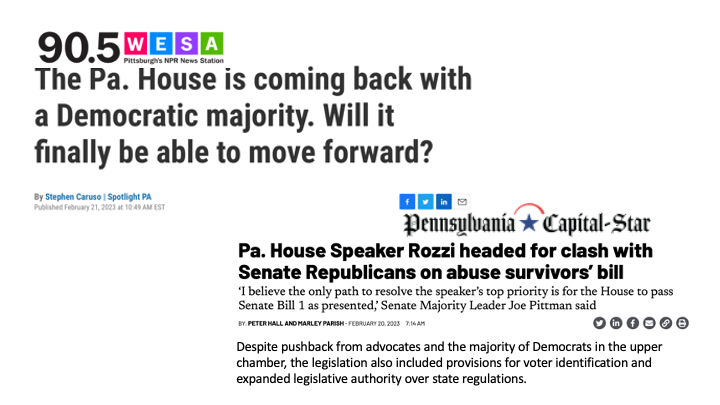 90.5 WESA
Pittsburgh's NPR News Station
The Pa. House is coming back with
a Democratic majority. Will it
finally be able to move forward?
By Stephen Caruso | Spotlight PA
Published February 21, 2023 at 10:49 AM EST
Pennsylvania Capital-Star
Pa. House Speaker Rozzi headed for clash with
Senate Republicans on abuse survivors’ bill
‘I believe the only path to resolve the speaker’s top priority is for the House to pass
Senate Bill 1 as presented,’ Senate Majority Leader Joe Pittman said
BY: PETER HALL AND MARLEY PARISH - FEBRUARY 20, 2023 7:14 AM
Despite pushback from advocates and the majority of Democrats in the upper
chamber, the legislation also included provisions for voter identification and
expanded legislative authority over state regulations.